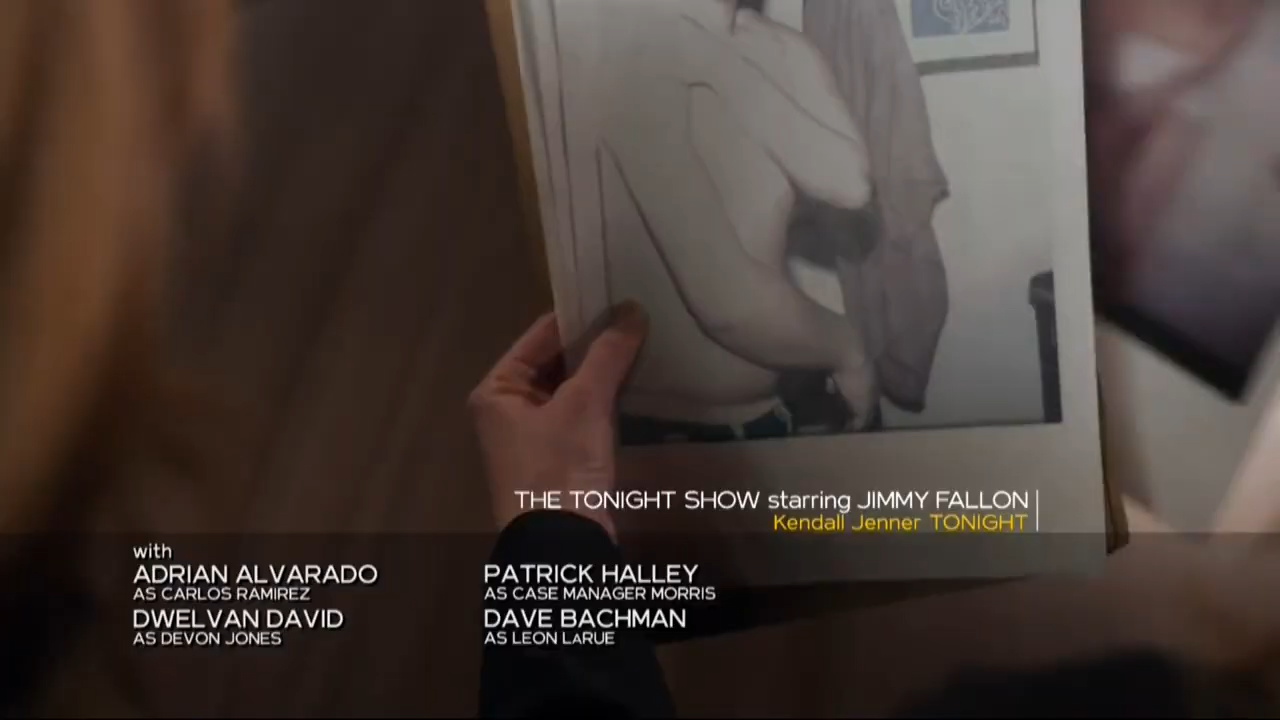 THE TONIGHT SHOW starring JIMMY FALLON
Kendall Jenner TONIGHT
with
ADRIAN ALVARADO
AS CARLOS RAMIREZ
DWELVAN DAVID
AS DEVON JONES
PATRICK HALLEY
AS CASE MANAGER MORRIS
DAVE BACHMAN
AS LEON LARUE